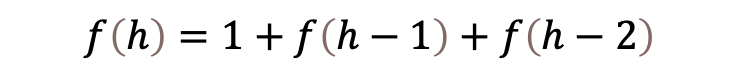 f(h) = 1 + f(h − 1) + f(h − 2)